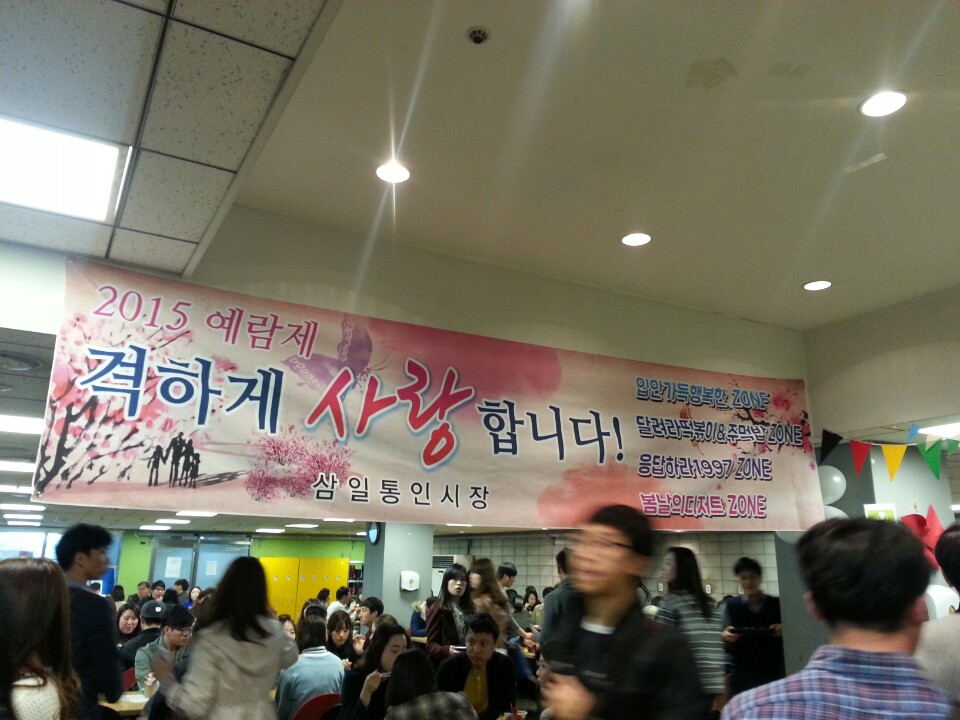 2015 예람제
격하게 사랑합니다!
삼일통인시장
입안가득행복한 ZONE
달려라떡볶이&주먹밥 ZONE
응답하라1997 ZONE
봄날의디저트 ZONE